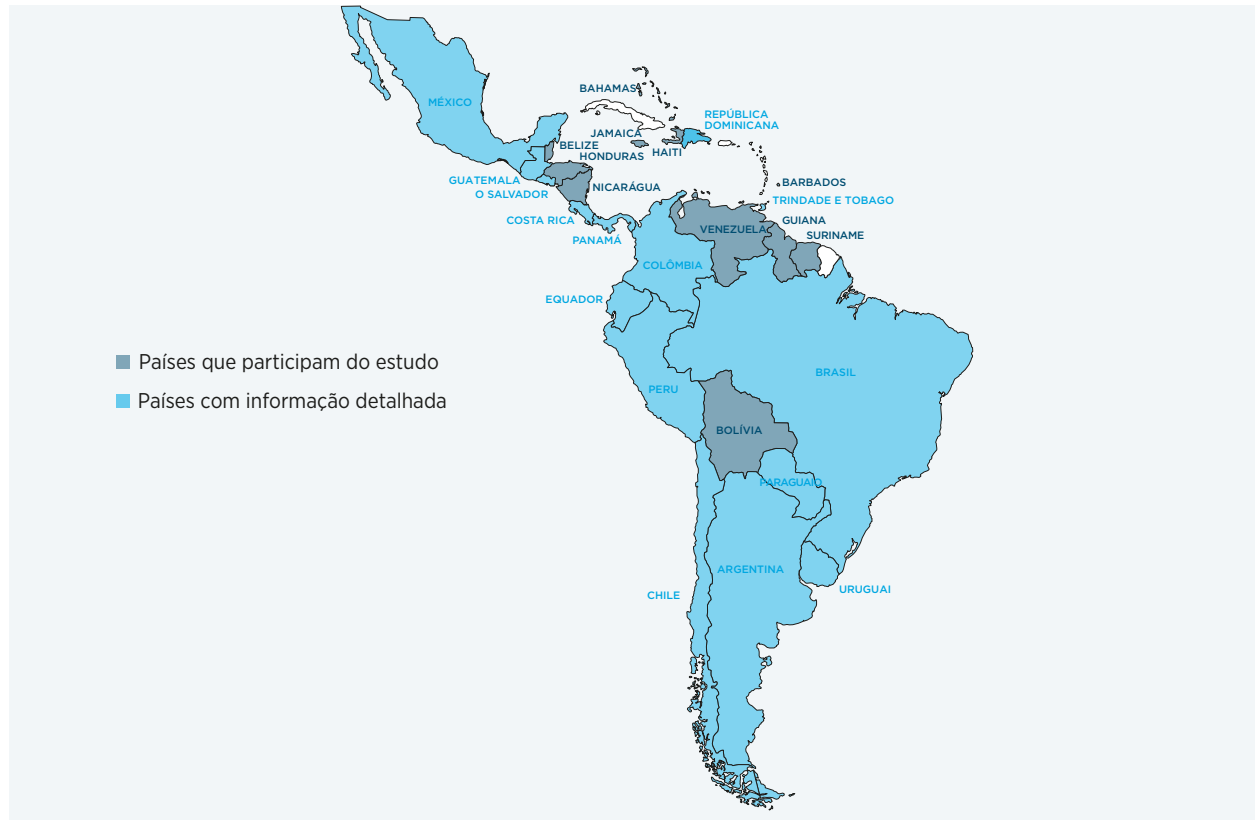 MÉXICO
BAHAMAS
REPÚBLICA
DOMINICANA
JAMAICA
BELIZE
HONDURAS
HAITI
GUATEMALA
O SALVADOR
NICARÁGUA
BARBADOS
TRINDADE E TOBAGO
COSTA RICA
GUIANA
PANAMÁ
VENEZUELA
SURINAME
COLÔMBIA
EQUADOR
Países que participam do estudo
Países com informação detalhada
BRASIL
PERU
BOLÍVIA
PARAGUAIO
ARGENTINA
CHILE
URUGUAI